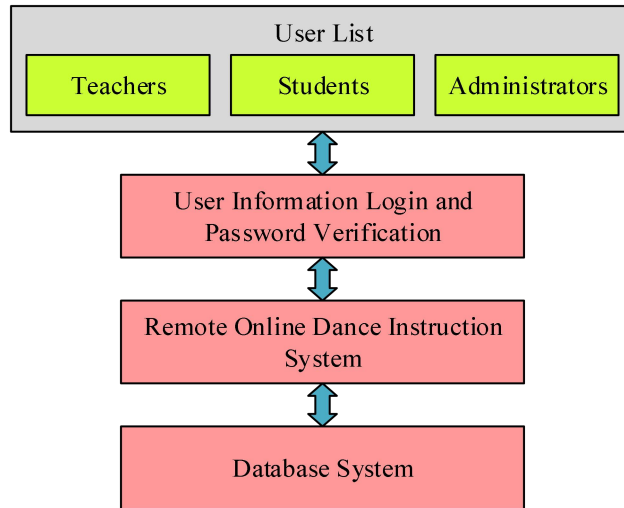 User List
Teachers
Students
Administrators
User Information Login and
Password Verification
Remote Online Dance Instruction
System
Database System